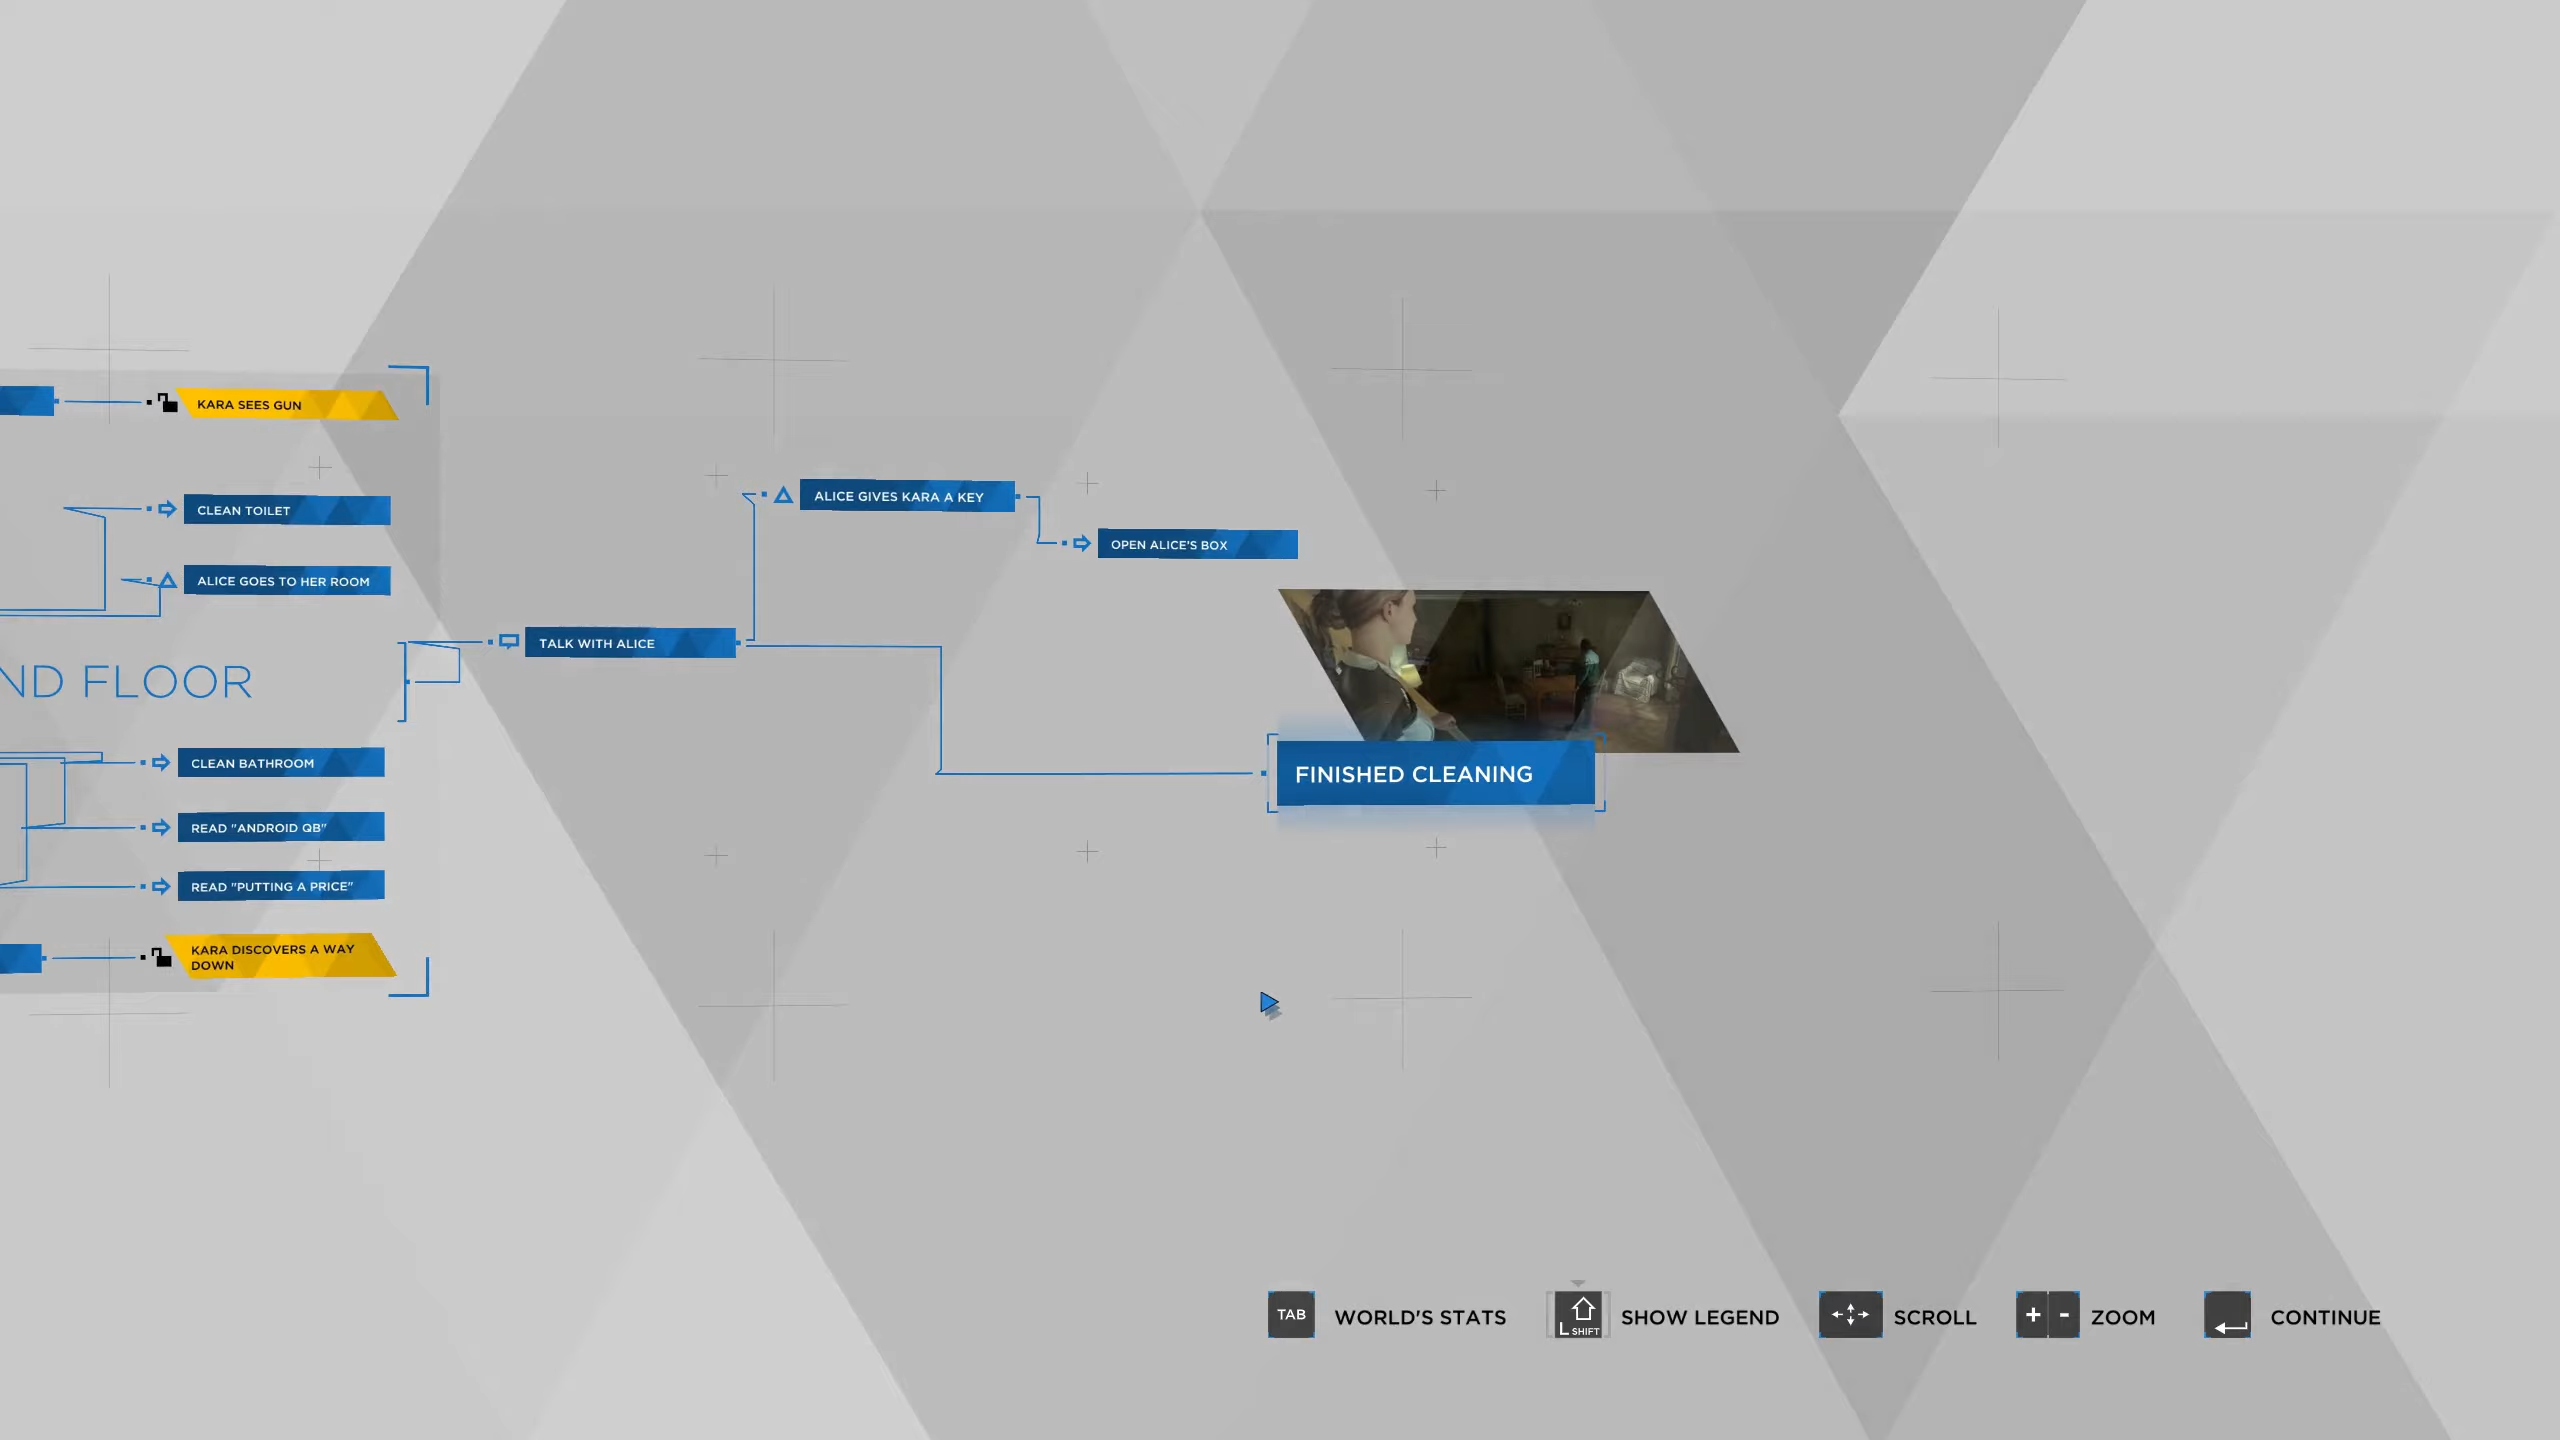 KARA SEES GUN
CLEAN TOILET
ALICE GOES TO HER ROOM
ND FLOOR
CLEAN BATHROOM
READ "ANDROID QB"
READ "PUTTING A PRICE"
KARA DISCOVERS A WAY
DOWN
TALK WITH ALICE
ALICE GIVES KARA A KEY
OPEN ALICE'S BOX
FINISHED CLEANING
TAB WORLD'S STATS
L SHIFT SHOW LEGEND
SCROLL
+ - ZOOM
CONTINUE